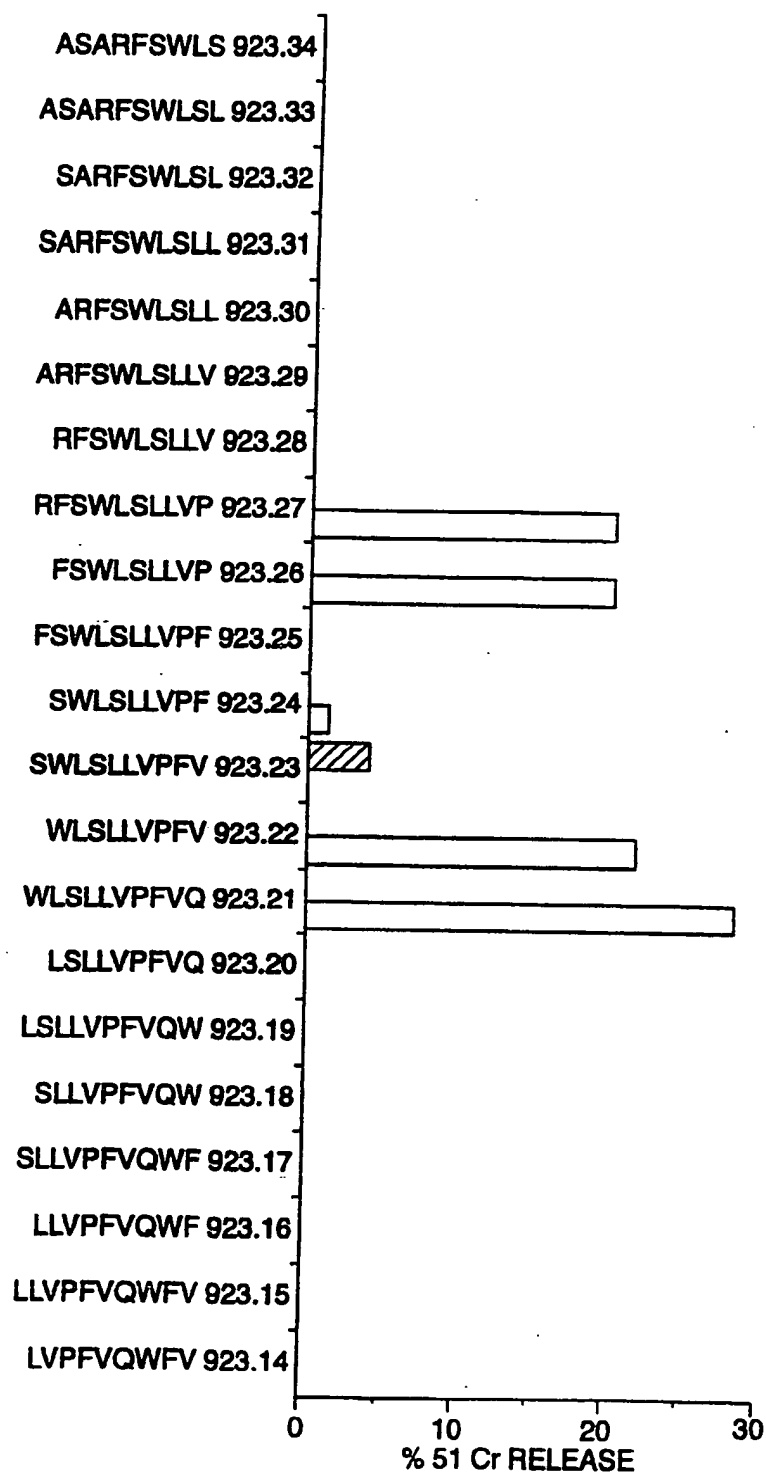 ASARFSWLS 923.34
ASARFSWLSL 923.33
SARFSWLSL 923.32
SARFSWLSLL 923.31
ARFSWLSLL 923.30
ARFSWLSLLV 923.29
RFSWLSLLV 923.28
RFSWLSLLVP 923.27
FSWLSLLVP 923.26
FSWLSLLVPF 923.25
SWLSLLVPF 923.24
SWLSLLVPFV 923.23
WLSLLVPFV 923.22
WLSLLVPFVQ 923.21
LSLLVPFVQ 923.20
LSLLVPFVQW 923.19
SLLVPFVQW 923.18
SLLVPFVQWF 923.17
LLVPFVQWF 923.16
LLVPFVQWFV 923.15
LVPFVQWFV 923.14
0 10 20 30
% 51 Cr RELEASE